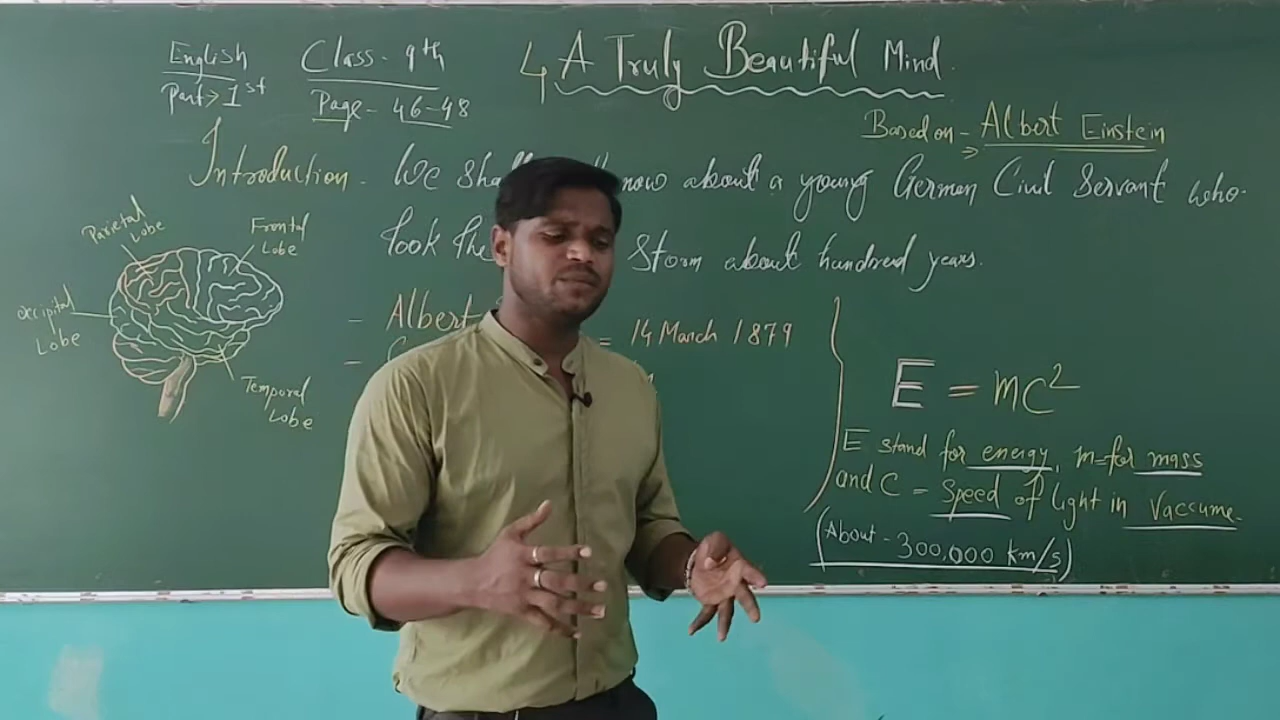 English
Part > 1st
Class - 9th
Page - 46-48
4 A Truly Beautiful Mind.
Based on - Albert Einstein
Introduction - We now about a young German Civil Servant who
took the Storm about hundred years.
Parietal Lobe
Frontal Lobe
Occipital Lobe
Temporal Lobe
- Albert = 14 March 1879
-
E = mc²
E stand for energy, m = for mass
and C = Speed of light in Vaccume.
(About - 300,000 km/s)